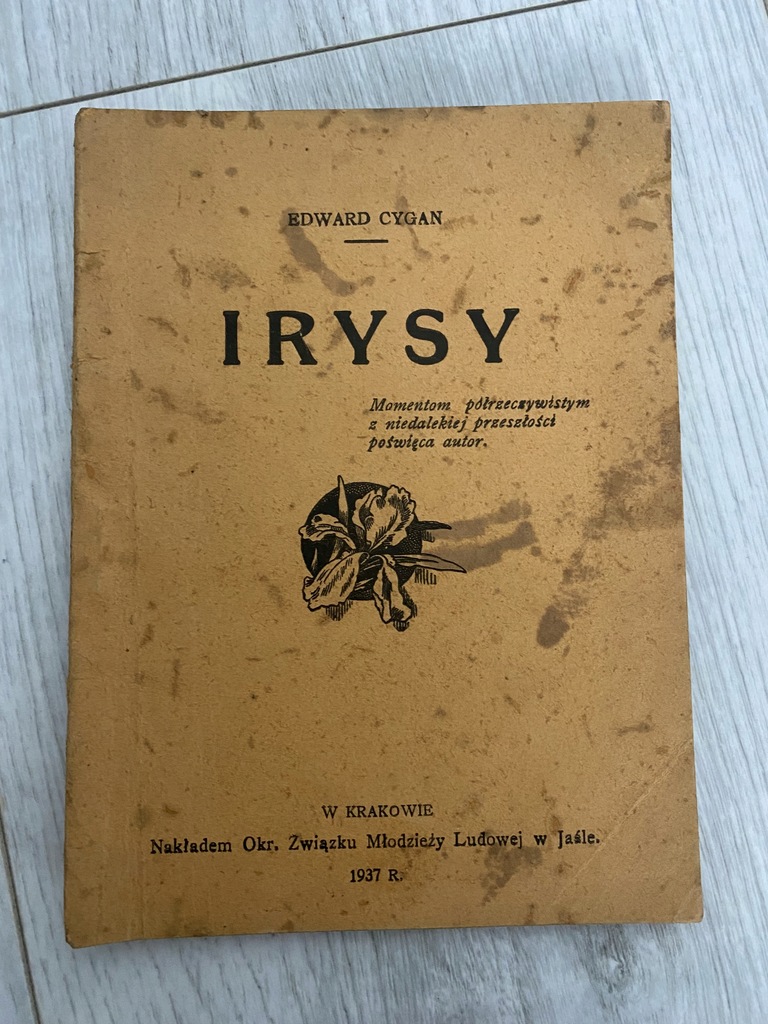 EDWARD CYGAN
IRYSY
Momentom półrzeczywistym
z niedalekiej przeszłości
poświęca autor.
W KRAKOWIE
Nakładem Okr. Związku Młodzieży Ludowej w Jaśle.
1937 R.